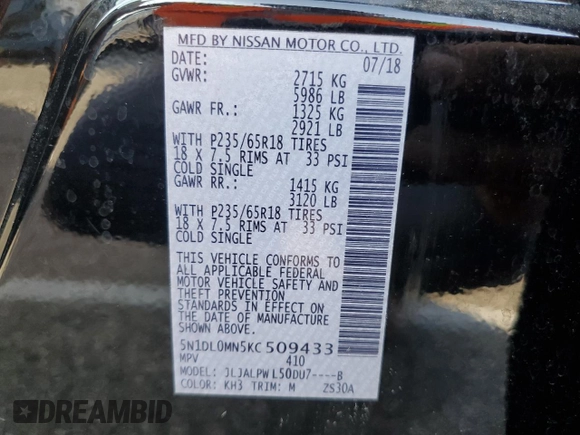 MFD BY NISSAN MOTOR CO., LTD.
DATE: 07/18
GVWR: 2715 KG
5986 LB
GAWR FR.: 1325 KG
2921 LB
WITH P235/65R18 TIRES
18 X 7.5 RIMS AT 33 PSI
COLD SINGLE
GAWR RR.: 1415 KG
3120 LB
WITH P235/65R18 TIRES
18 X 7.5 RIMS AT 33 PSI
COLD SINGLE
THIS VEHICLE CONFORMS TO
ALL APPLICABLE FEDERAL
MOTOR VEHICLE SAFETY AND
THEFT PREVENTION
STANDARDS IN EFFECT ON
THE DATE OF MANUFACTURE
SHOWN ABOVE.
5N1DL0MN5KC509433
MPV 410
MODEL: JLJALPWL50DU7----B
COLOR: KH3 TRIM: M ZS30A
DREAMBID